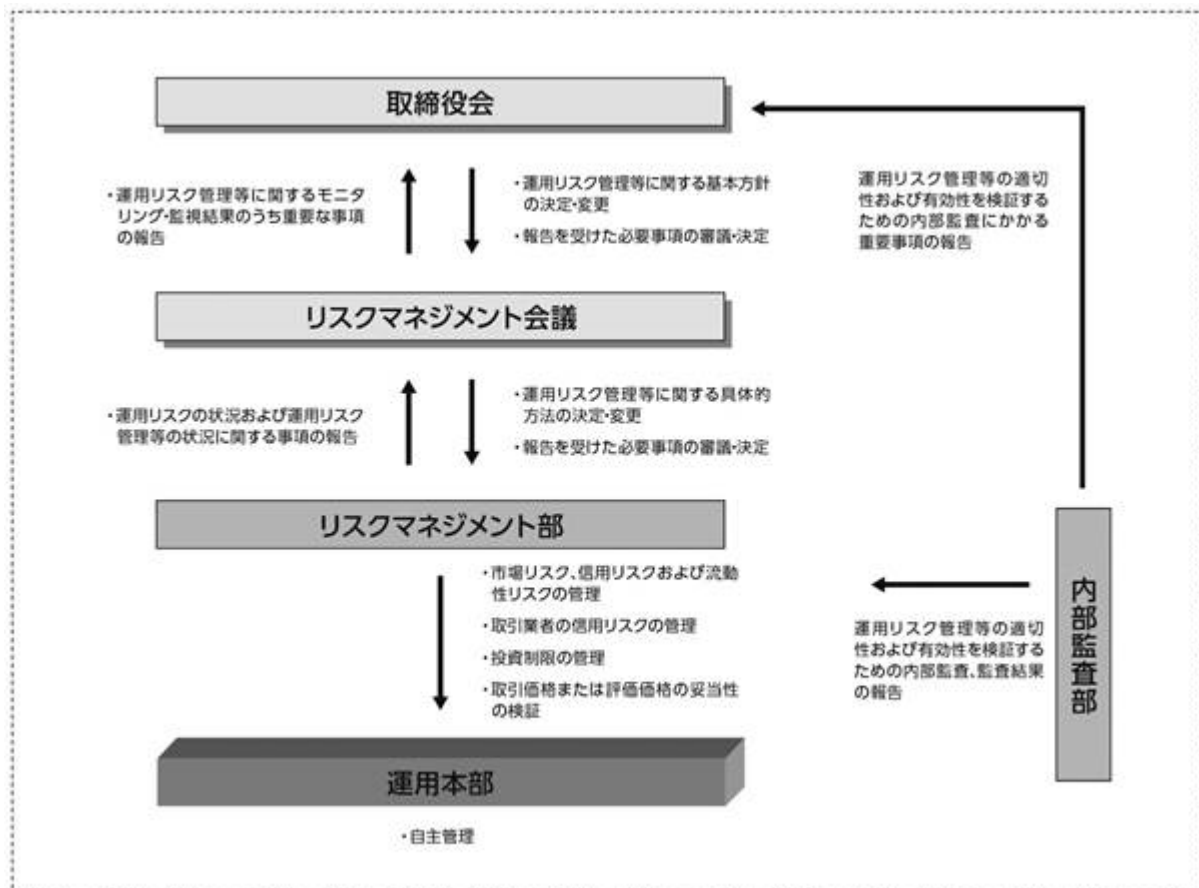 取締役会
・運用リスク管理等に関するモニタ
リング・監視結果のうち重要な事項
の報告
・運用リスク管理等に関する基本方針
の決定・変更
・報告を受けた必要事項の審議・決定
運用リスク管理等の適切
性および有効性を検証す
るための内部監査にかかる
重要事項の報告
リスクマネジメント会議
・運用リスクの状況および運用リスク
管理等の状況に関する事項の報告
・運用リスク管理等に関する具体的
方法の決定・変更
・報告を受けた必要事項の審議・決定
リスクマネジメント部
・市場リスク、信用リスクおよび流動
性リスクの管理
・取引業者の信用リスクの管理
・投資制限の管理
・取引価格または評価価格の妥当性
の検証
運用リスク管理等の適切
性および有効性を検証する
ための内部監査、監査結果
の報告
内部監査部
運用本部
・自主管理